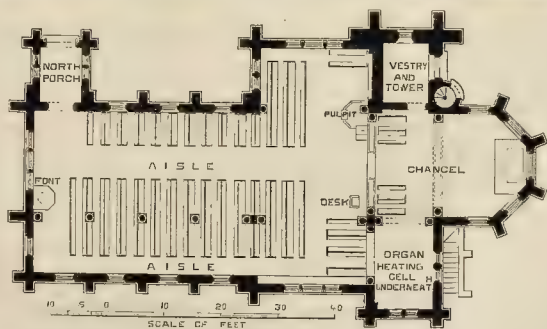 NORTH
PORCH
VESTRY
AND
TOWER
PULPIT
AISLE
CHANCEL
FONT
DESK
ORGAN
HEATING
CELL
UNDERNEATH
AISLE
10 5 0 10 20 30 40
SCALE OF FEET